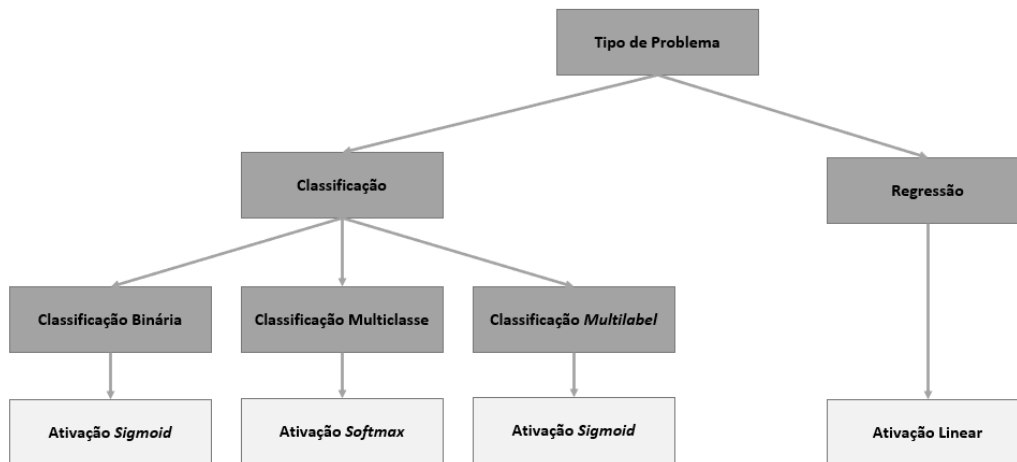 Tipo de Problema
Classificação
Regressão
Classificação Binária
Classificação Multiclasse
Classificação Multilabel
Ativação Sigmoid
Ativação Softmax
Ativação Sigmoid
Ativação Linear